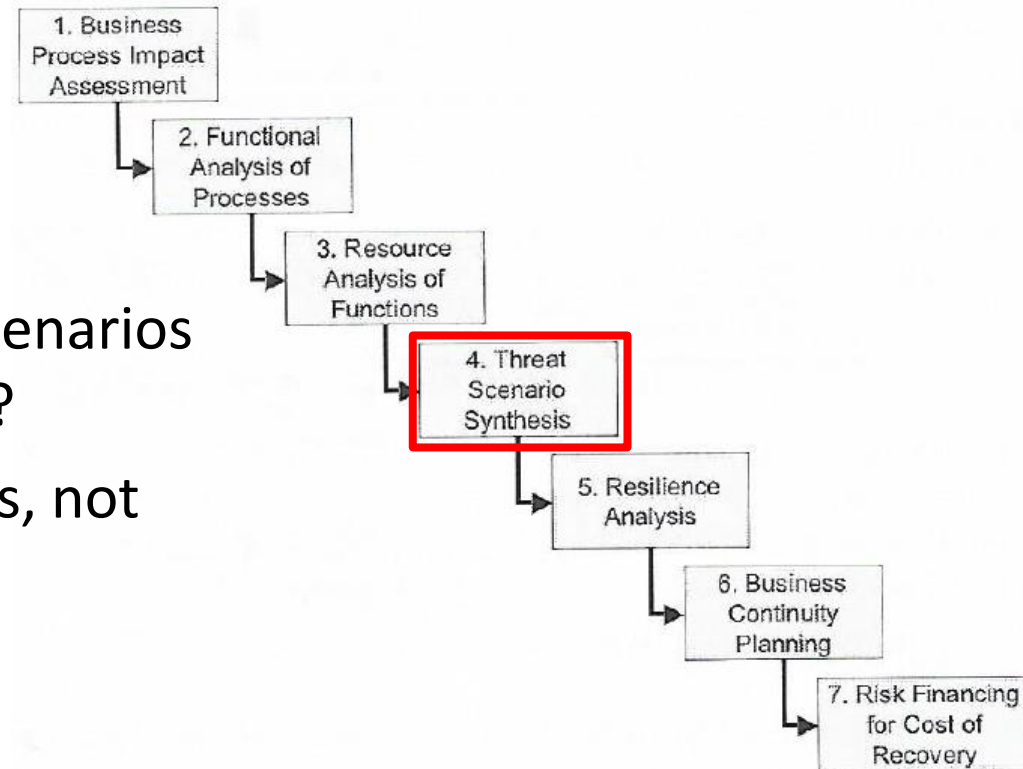 1. Business
Process Impact
Assessment
2. Functional
Analysis of
Processes
3. Resource
Analysis of
Functions
enarios
?
4. Threat
Scenario
Synthesis
s, not
5. Resilience
Analysis
6. Business
Continuity
Planning
7. Risk Financing
for Cost of
Recovery